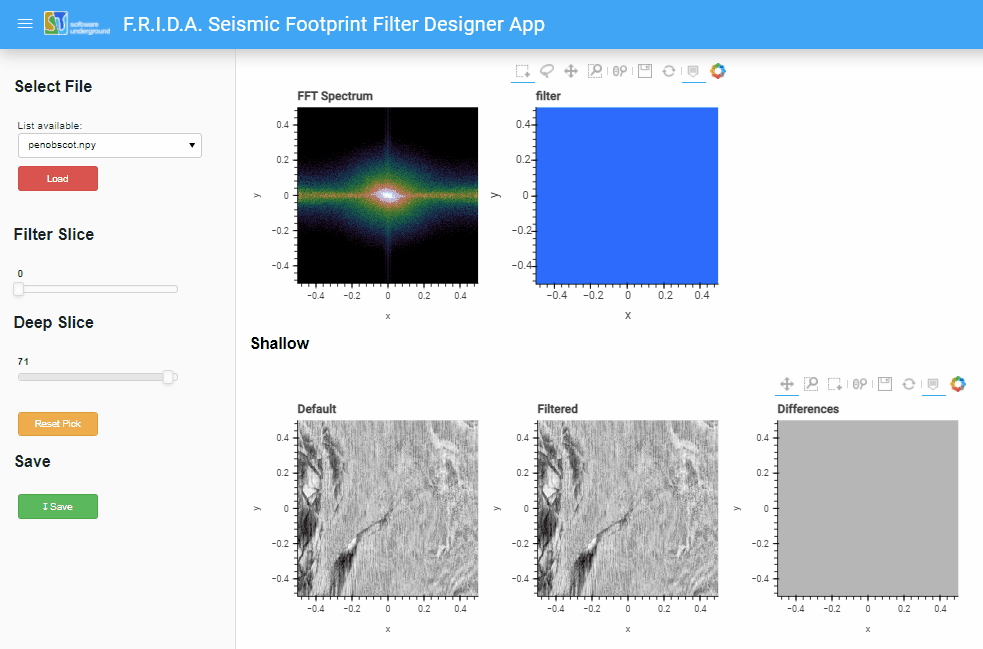 software
underground
F.R.I.D.A. Seismic Footprint Filter Designer App
Select File
List available:
penobscot.npy
Load
Filter Slice
0
Deep Slice
71
Reset Pick
Save
Save
FFT Spectrum
0.4
0.2
0
−0.2
−0.4
y
−0.4 −0.2 0 0.2 0.4
x
filter
0.4
0.2
0
−0.2
−0.4
y
−0.4 −0.2 0 0.2 0.4
x
Shallow
Default
0.4
0.2
0
−0.2
−0.4
y
−0.4 −0.2 0 0.2 0.4
x
Filtered
0.4
0.2
0
−0.2
−0.4
y
−0.4 −0.2 0 0.2 0.4
x
Differences
0.4
0.2
0
−0.2
−0.4
y
−0.4 −0.2 0 0.2 0.4
x